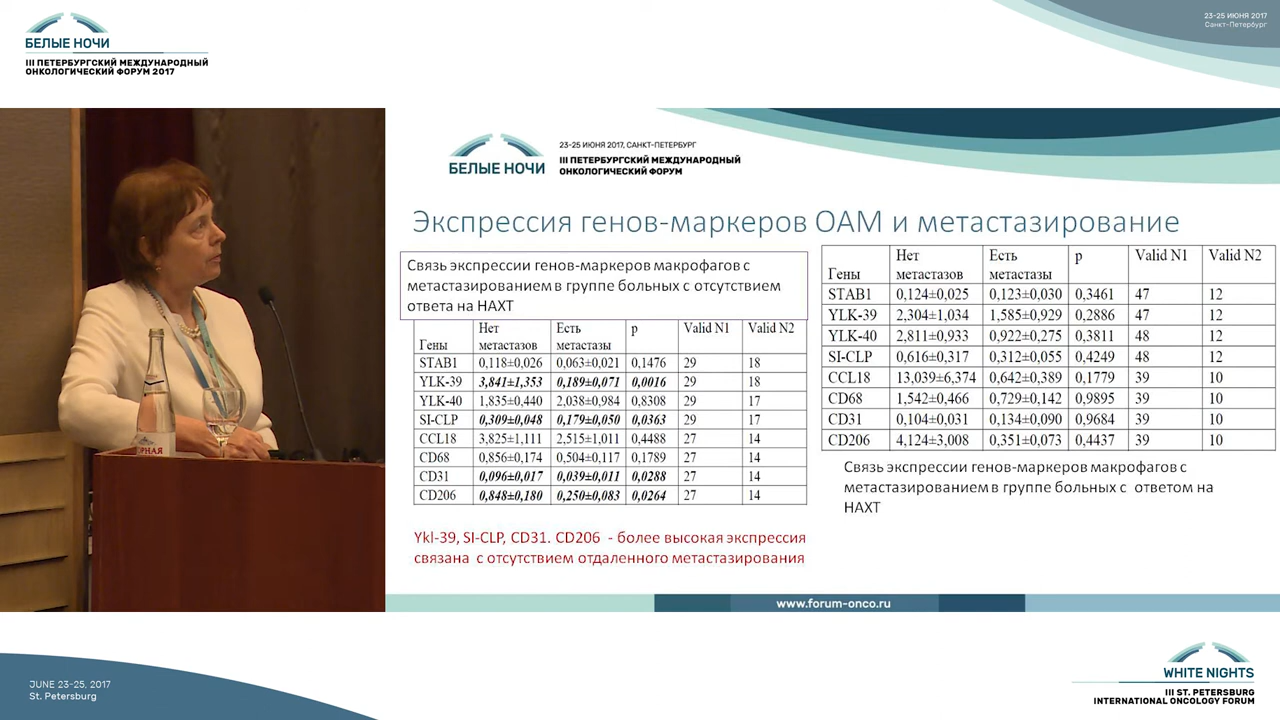 БЕЛЫЕ НОЧИ
III ПЕТЕРБУРГСКИЙ МЕЖДУНАРОДНЫЙ
ОНКОЛОГИЧЕСКИЙ ФОРУМ 2017
23-25 ИЮНЯ 2017
Санкт-Петербург
БЕЛЫЕ НОЧИ
23-25 ИЮНЯ 2017, САНКТ-ПЕТЕРБУРГ
III ПЕТЕРБУРГСКИЙ МЕЖДУНАРОДНЫЙ
ОНКОЛОГИЧЕСКИЙ ФОРУМ
Экспрессия генов-маркеров ОАМ и метастазирование
Связь экспрессии генов-маркеров макрофагов с
метастазированием в группе больных с отсутствием
ответа на НАХТ
Гены Нет метастазов Есть метастазы p Valid N1 Valid N2
STAB1 0,118±0,026 0,063±0,021 0,1476 29 18
YLK-39 3,841±1,353 0,189±0,071 0,0016 29 18
YLK-40 1,835±0,440 2,038±0,984 0,8308 29 17
SI-CLP 0,309±0,048 0,179±0,050 0,0363 29 17
CCL18 3,825±1,111 2,515±1,011 0,4488 27 14
CD68 0,856±0,174 0,504±0,117 0,1789 27 14
CD31 0,096±0,017 0,039±0,011 0,0288 27 14
CD206 0,848±0,180 0,250±0,083 0,0264 27 14
Ykl-39, SI-CLP, CD31. CD206 - более высокая экспрессия
связана с отсутствием отдаленного метастазирования
Гены Нет метастазов Есть метастазы p Valid N1 Valid N2
STAB1 0,124±0,025 0,123±0,030 0,3461 47 12
YLK-39 2,304±1,034 1,585±0,929 0,2886 47 12
YLK-40 2,811±0,933 0,922±0,275 0,3811 48 12
SI-CLP 0,616±0,317 0,312±0,055 0,4249 48 12
CCL18 13,039±6,374 0,642±0,389 0,1779 39 10
CD68 1,542±0,466 0,729±0,142 0,9895 39 10
CD31 0,104±0,031 0,134±0,090 0,9684 39 10
CD206 4,124±3,008 0,351±0,073 0,4437 39 10
Связь экспрессии генов-маркеров макрофагов с
метастазированием в группе больных с ответом на
НАХТ
www.forum-onco.ru
JUNE 23-25, 2017
St. Petersburg
WHITE NIGHTS
III ST. PETERSBURG
INTERNATIONAL ONCOLOGY FORUM